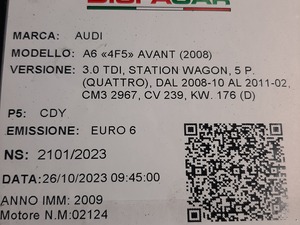 DISPACAR
MARCA: AUDI
MODELLO: A6 «4F5» AVANT (2008)
VERSIONE: 3.0 TDI, STATION WAGON, 5 P.
(QUATTRO), DAL 2008-10 AL 2011-02,
CM3 2967, CV 239, KW. 176 (D)
P5: CDY
EMISSIONE: EURO 6
NS: 2101/2023
DATA:26/10/2023 09:45:00
ANNO IMM: 2009
Motore N.M:02124